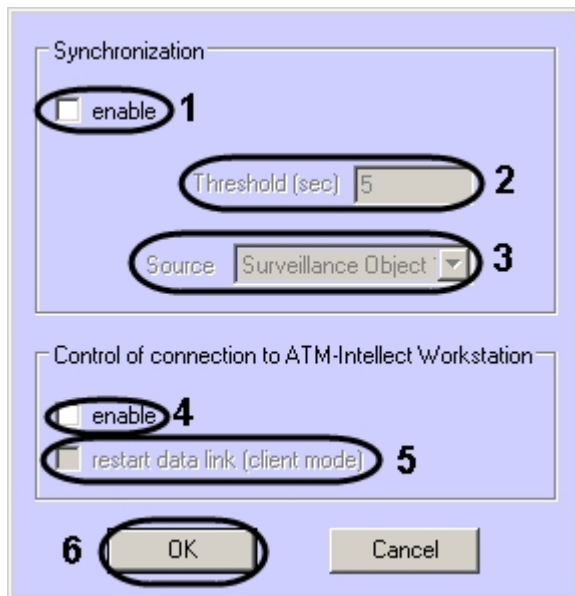 Synchronization
enable 1
Threshold (sec) 5 2
Source Surveillance Object 3
Control of connection to ATM-Intellect Workstation
enable 4
restart data link (client mode) 5
6 OK Cancel